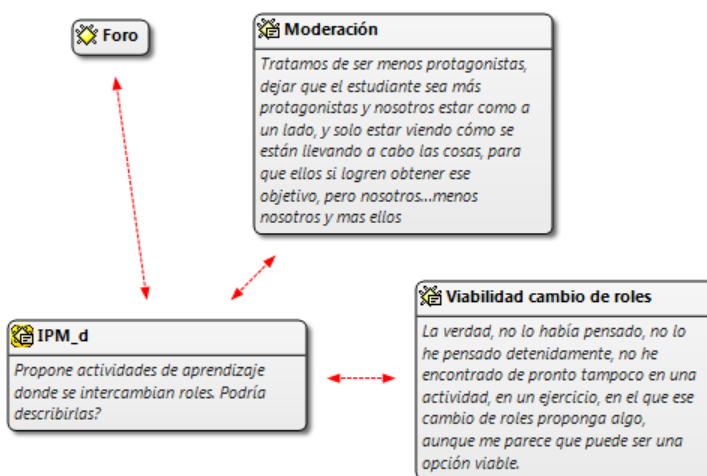 Foro
Moderación
Tratamos de ser menos protagonistas,
dejar que el estudiante sea más
protagonistas y nosotros estar como a
un lado, y solo estar viendo cómo se
están llevando a cabo las cosas, para
que ellos si logren obtener ese
objetivo, pero nosotros...menos
nosotros y mas ellos
IPM_d
Propone actividades de aprendizaje
donde se intercambian roles. Podría
describirlas?
Viabilidad cambio de roles
La verdad, no lo había pensado, no lo
he pensado detenidamente, no he
encontrado de pronto tampoco en una
actividad, en un ejercicio, en el que ese
cambio de roles proponga algo,
aunque me parece que puede ser una
opción viable.